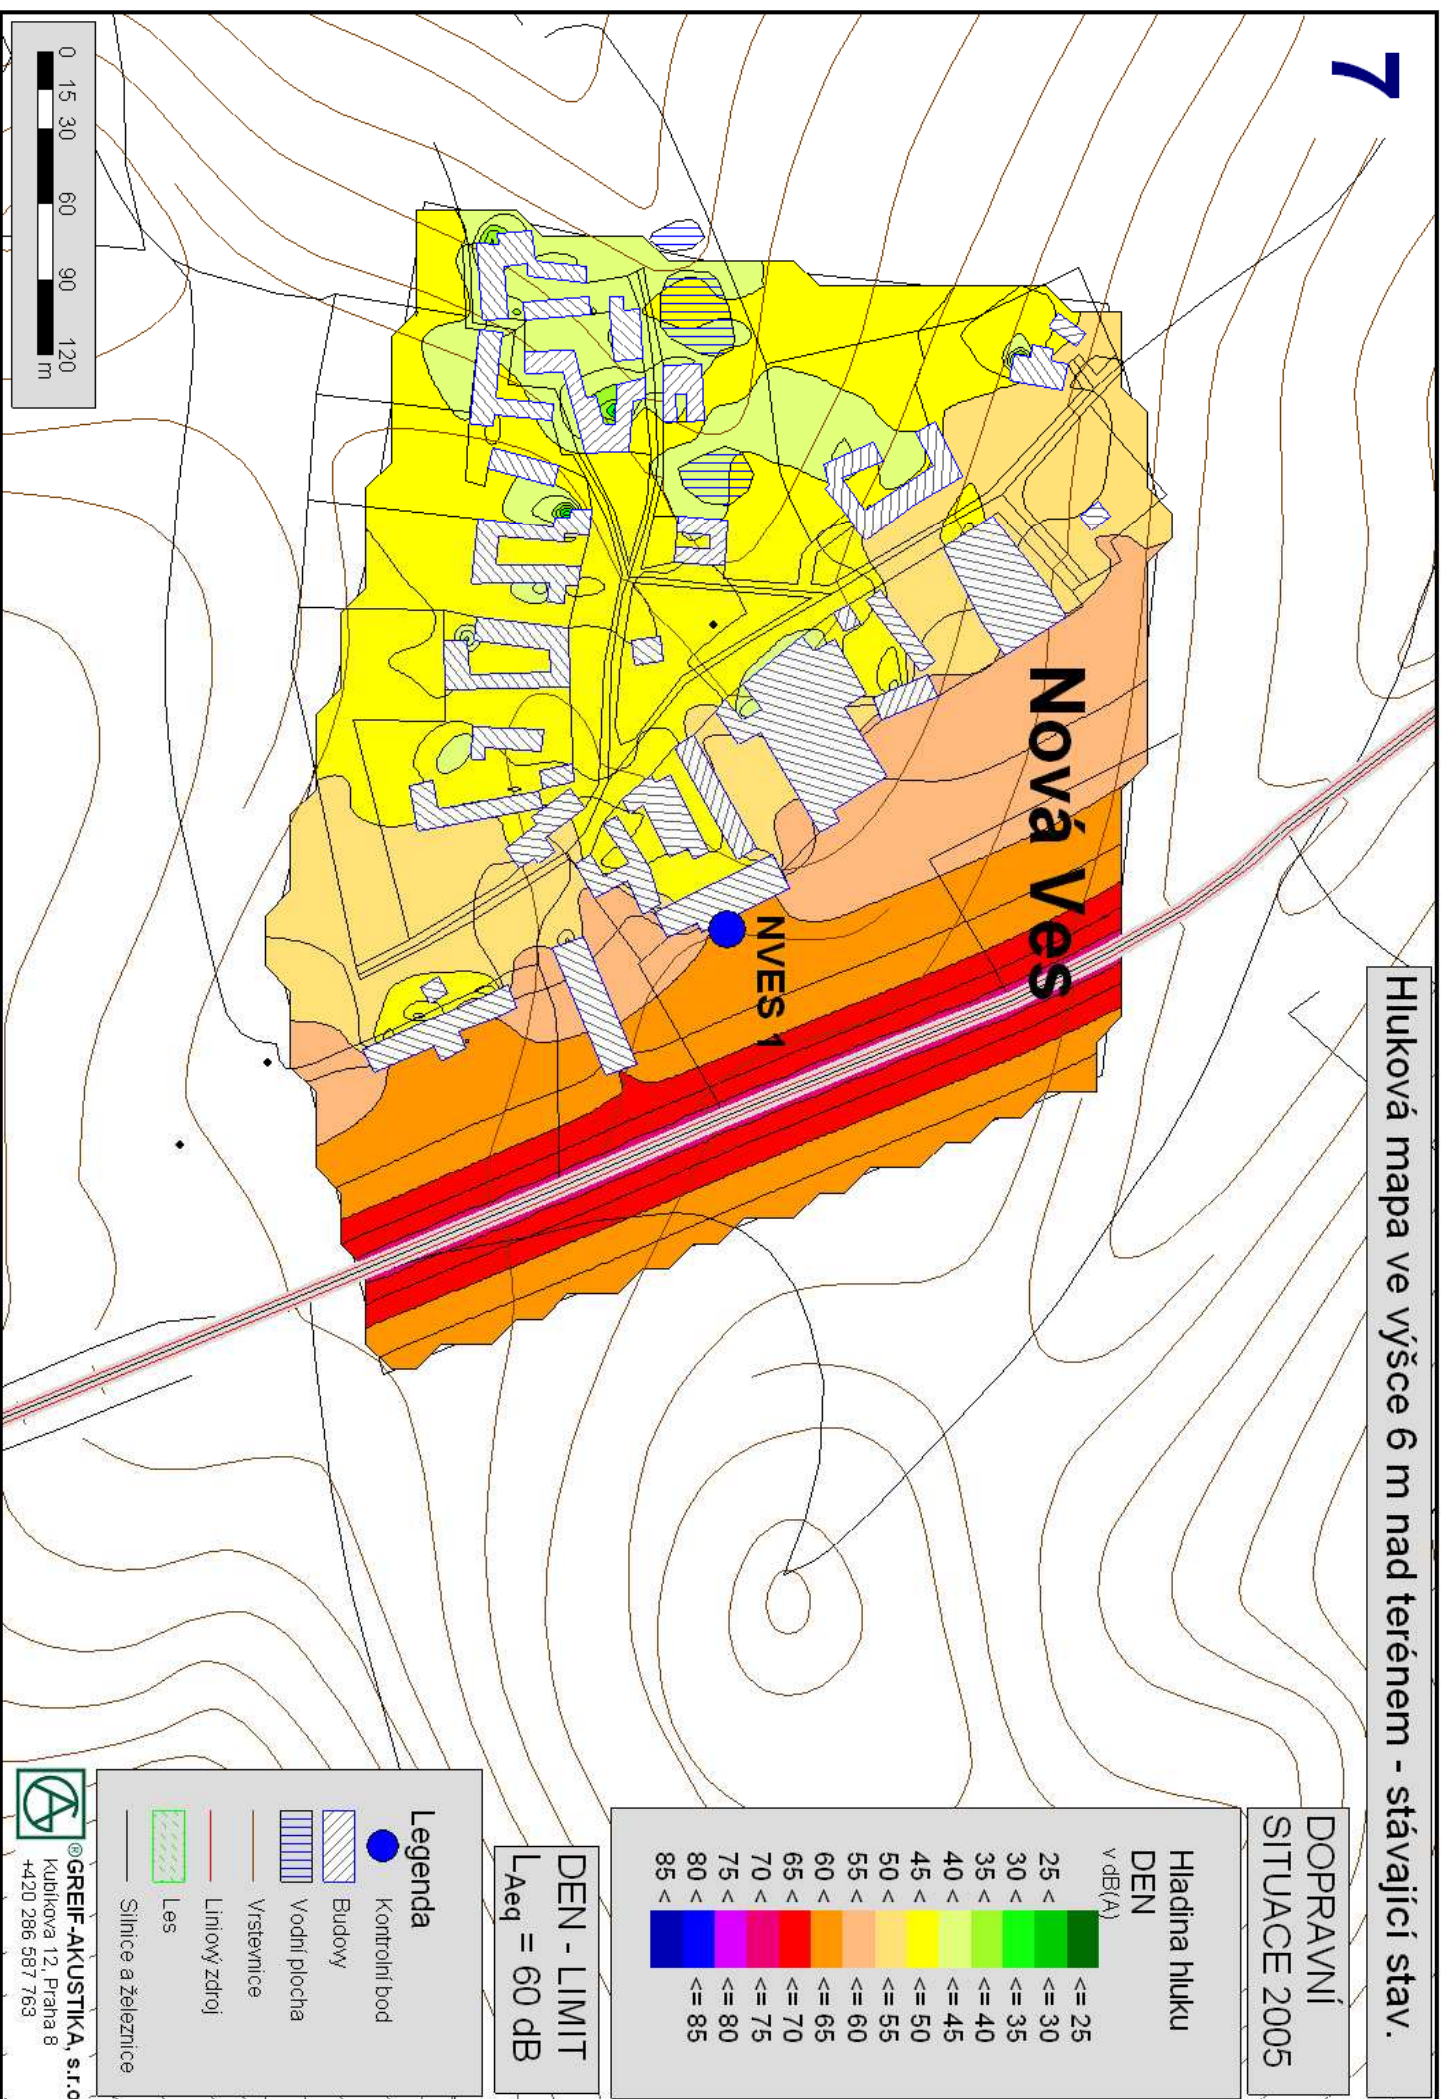 7
Hluková mapa ve výšce 6 m nad terénem - stávající stav.
DOPRAVNÍ
SITUACE 2005
Nová Ves
NVES 1
Hladina hluku
DEN
v dB(A)
<= 25
25 < <= 30
30 < <= 35
35 < <= 40
40 < <= 45
45 < <= 50
50 < <= 55
55 < <= 60
60 < <= 65
65 < <= 70
70 < <= 75
75 < <= 80
80 < <= 85
85 <
DEN - LIMIT
LAeq = 60 dB
Legenda
Kontrolní bod
Budovy
Vodní plocha
Vrstevnice
Liniový zdroj
Les
Silnice a železnice
0 15 30 60 90 120
m
®GREIF-AKUSTIKA, s.r.o
Kubíkova 12, Praha 8
+420 286 587 763